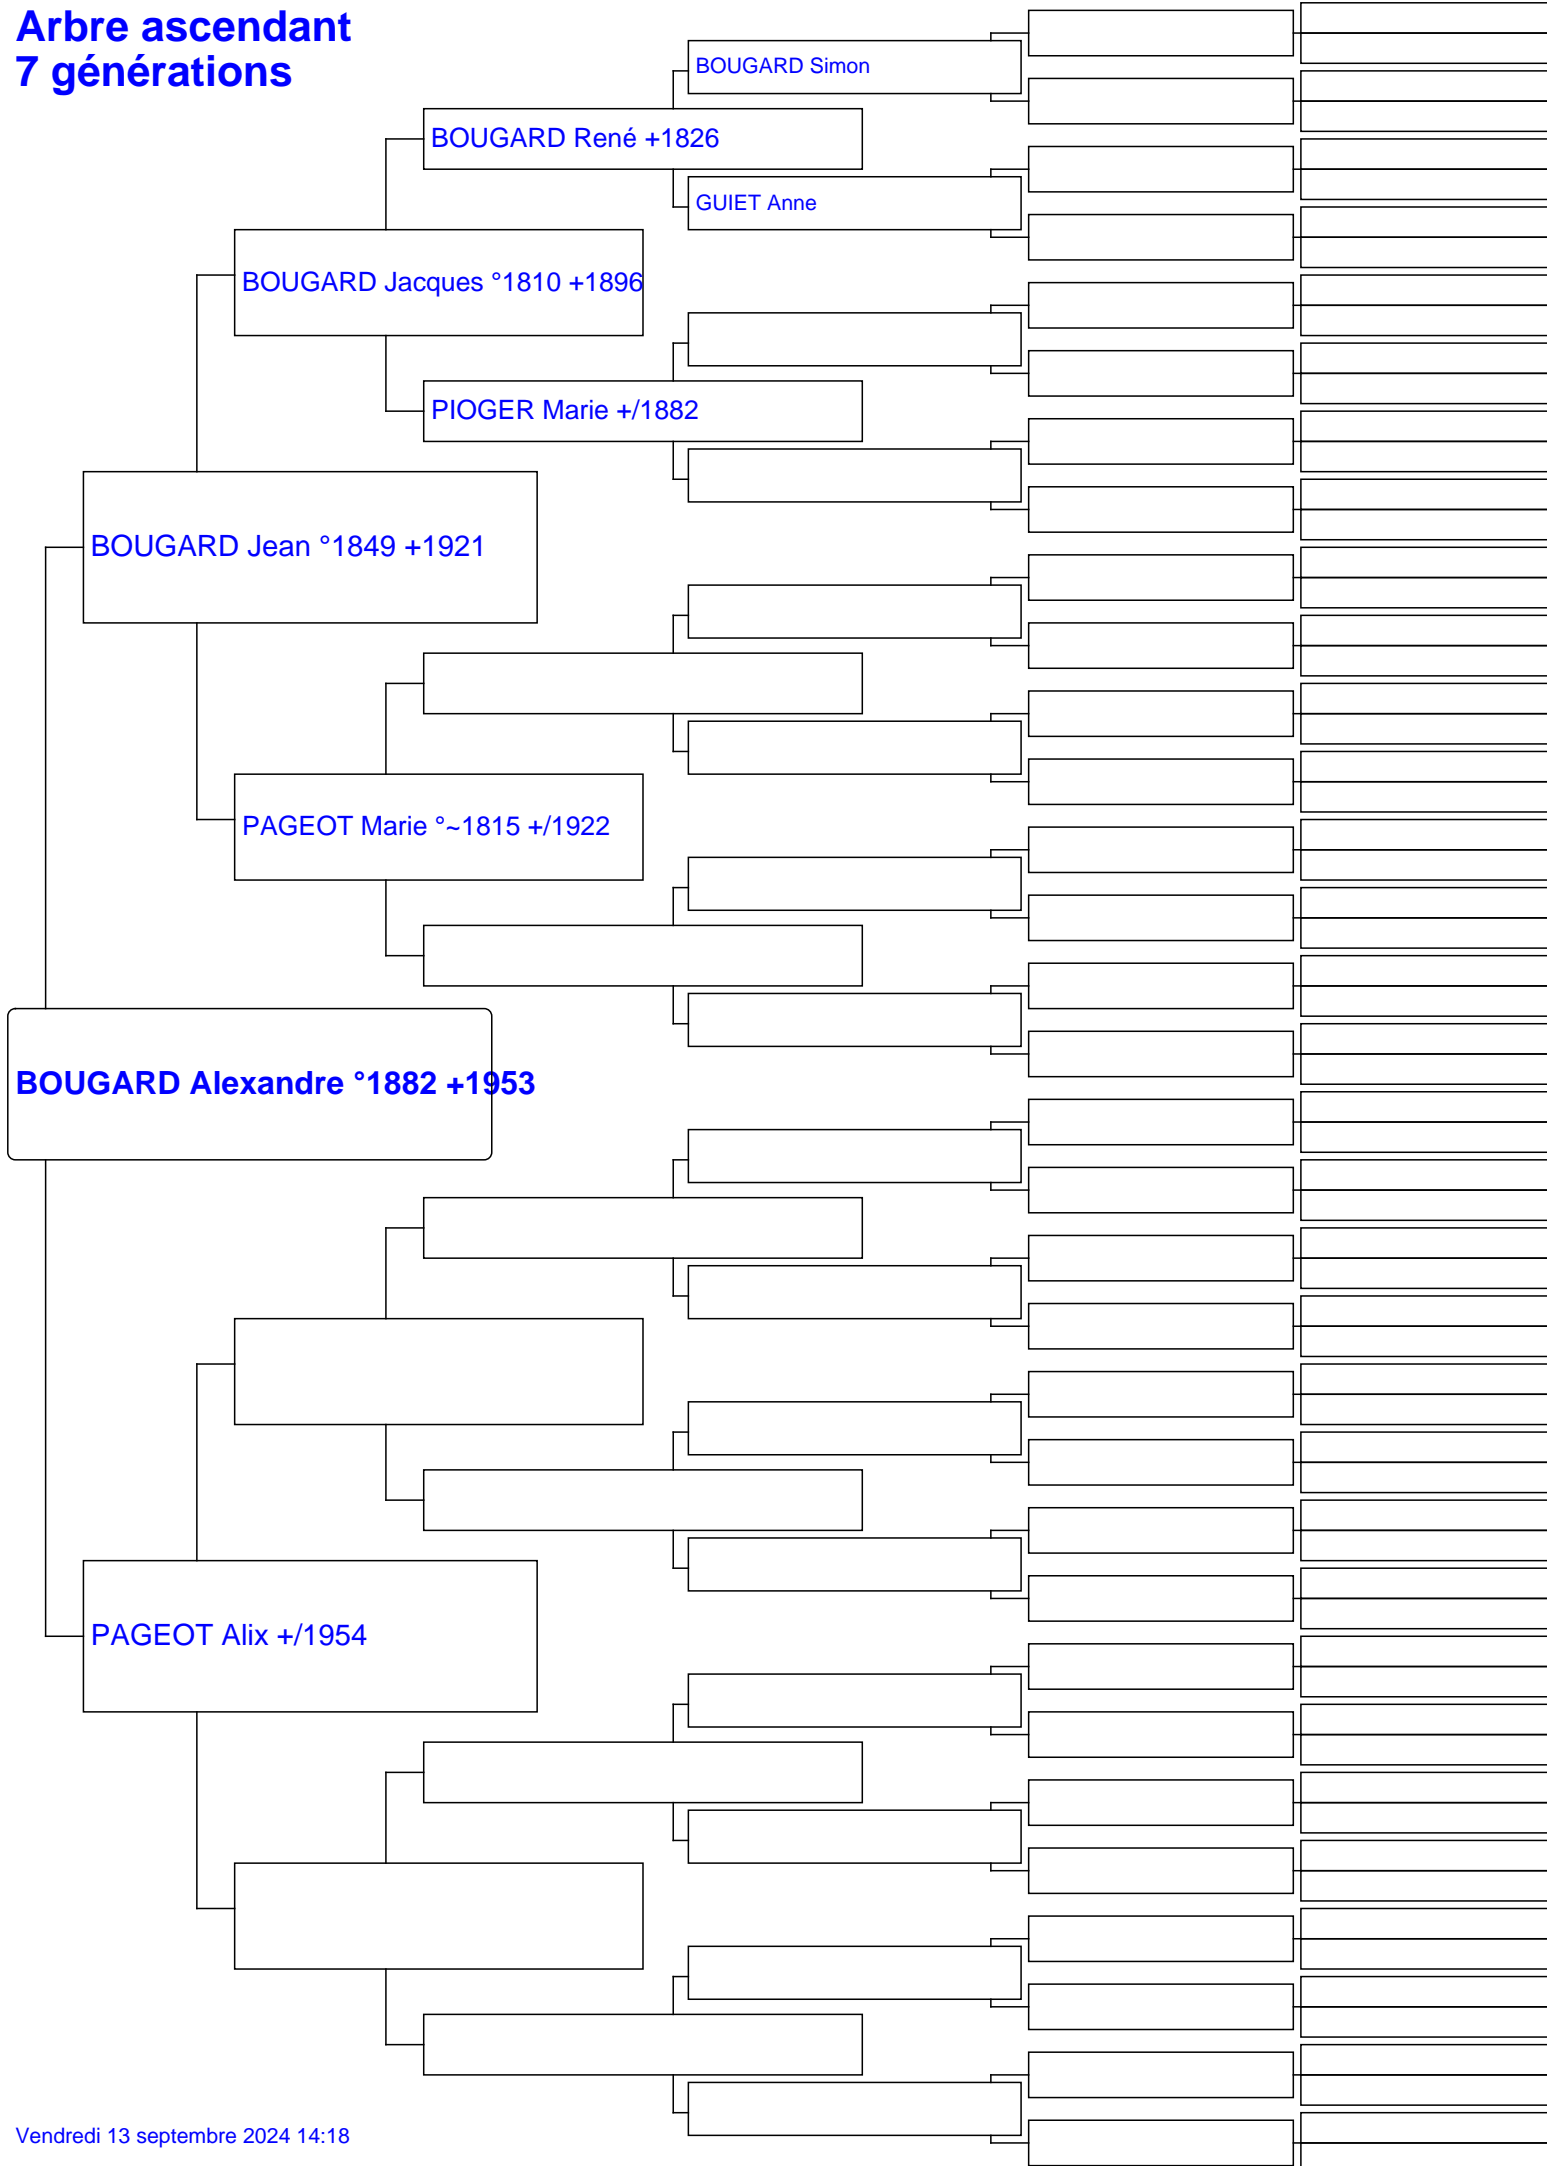 Arbre ascendant
7 générations
BOUGARD Simon
BOUGARD René +1826
GUIET Anne
BOUGARD Jacques °1810 +1896
PIOGER Marie +/1882
BOUGARD Jean °1849 +1921
PAGEOT Marie °~1815 +/1922
BOUGARD Alexandre °1882 +1953
PAGEOT Alix +/1954
Vendredi 13 septembre 2024 14:18